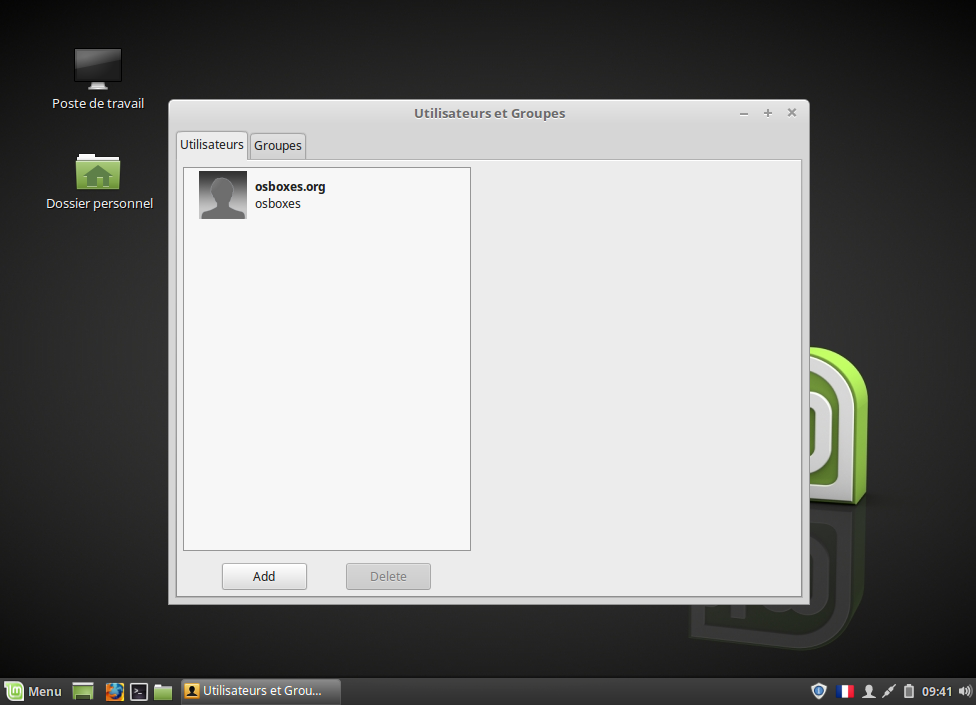 Poste de travail
Dossier personnel
Utilisateurs et Groupes
Utilisateurs
Groupes
osboxes.org
osboxes
Add
Delete
Menu
Utilisateurs et Grou...
09:41